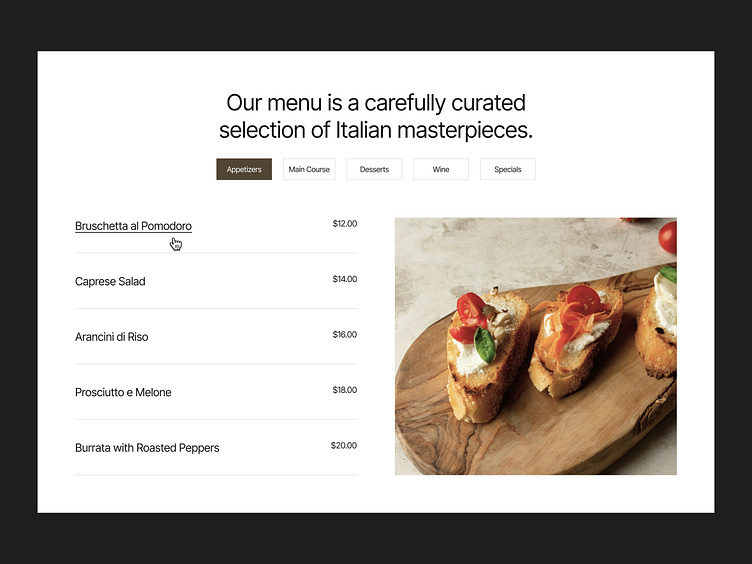 Our menu is a carefully curated
selection of Italian masterpieces.
Appetizers Main Course Desserts Wine Specials
Bruschetta al Pomodoro $12.00
Caprese Salad $14.00
Arancini di Riso $16.00
Prosciutto e Melone $18.00
Burrata with Roasted Peppers $20.00